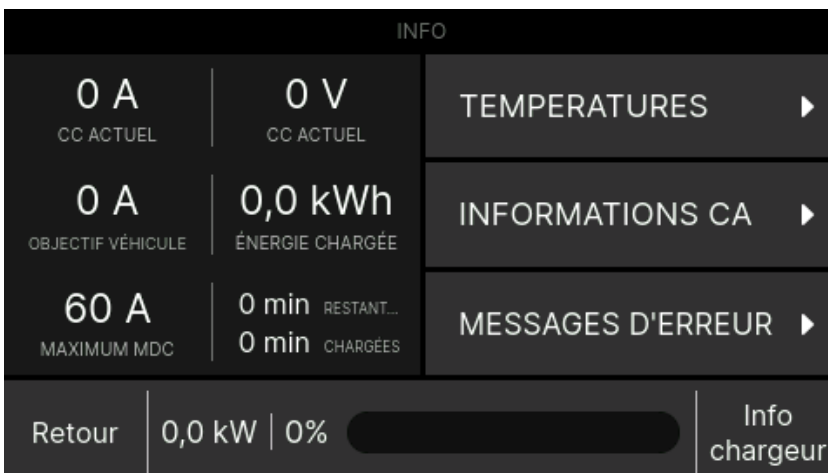 INFO
0 A
CC ACTUEL
0 V
CC ACTUEL
TEMPERATURES
0 A
OBJECTIF VÉHICULE
0,0 kWh
ÉNERGIE CHARGÉE
INFORMATIONS CA
60 A
MAXIMUM MDC
0 min RESTANT...
0 min CHARGÉES
MESSAGES D'ERREUR
Retour
0,0 kW | 0%
Info
chargeur